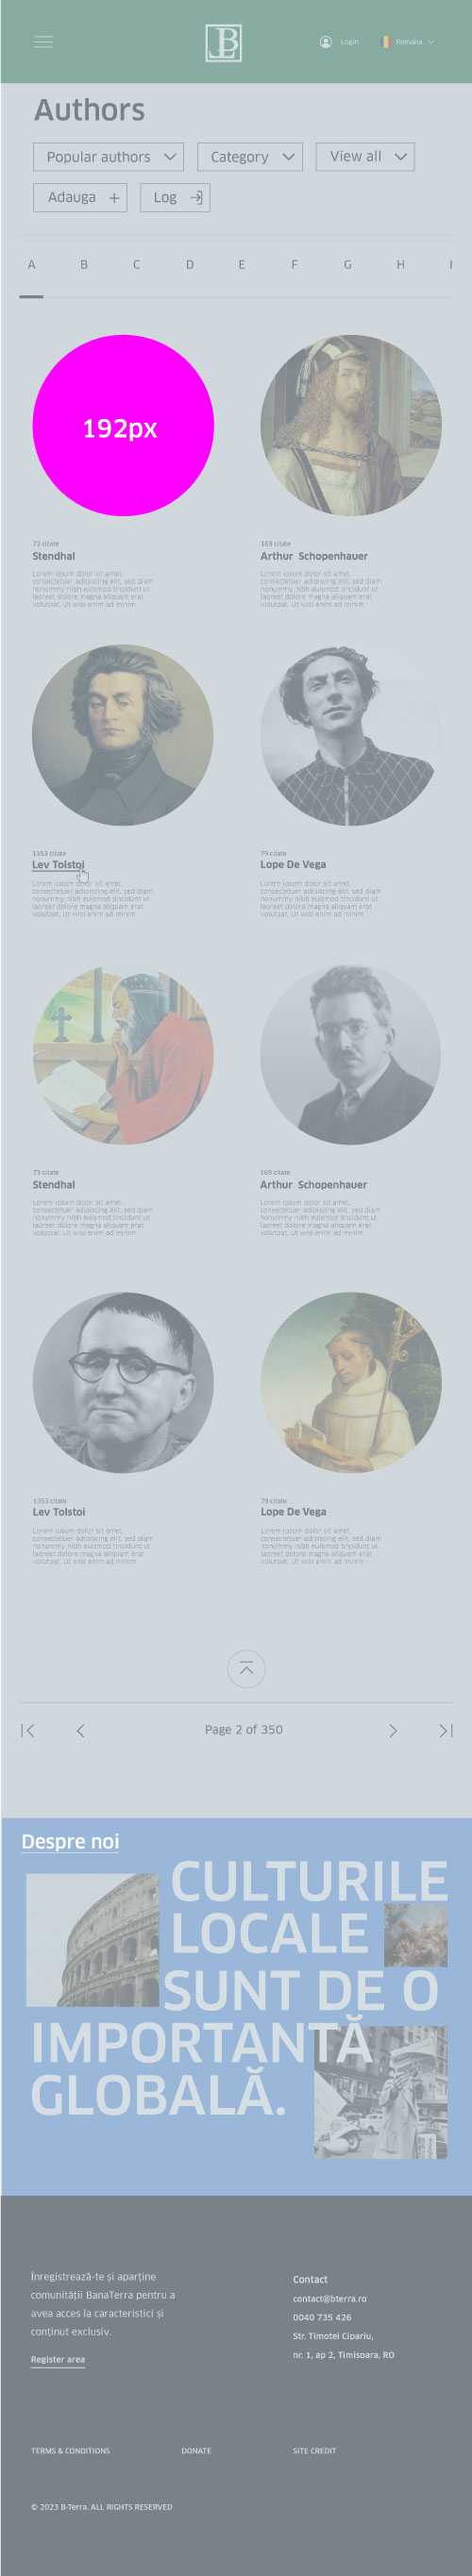 B
Login
Romana
Authors
Popular authors
Category
View all
Adauga
Log
A B C D E F G H I
192px
73 citate
Stendhal
Lorem ipsum dolor sit amet,
consectetuer adipiscing elit, sed diam
nonummy nibh euismod tincidunt ut
laoreet dolore magna aliquam erat
volutpat. Ut wisi enim ad minim
169 citate
Arthur Schopenhauer
Lorem ipsum dolor sit amet,
consectetuer adipiscing elit, sed diam
nonummy nibh euismod tincidunt ut
laoreet dolore magna aliquam erat
volutpat. Ut wisi enim ad minim
1353 citate
Lev Tolstoi
Lorem ipsum dolor sit amet,
consectetuer adipiscing elit, sed diam
nonummy nibh euismod tincidunt ut
laoreet dolore magna aliquam erat
volutpat. Ut wisi enim ad minim
79 citate
Lope De Vega
Lorem ipsum dolor sit amet,
consectetuer adipiscing elit, sed diam
nonummy nibh euismod tincidunt ut
laoreet dolore magna aliquam erat
volutpat. Ut wisi enim ad minim
73 citate
Stendhal
Lorem ipsum dolor sit amet,
consectetuer adipiscing elit, sed diam
nonummy nibh euismod tincidunt ut
laoreet dolore magna aliquam erat
volutpat. Ut wisi enim ad minim
169 citate
Arthur Schopenhauer
Lorem ipsum dolor sit amet,
consectetuer adipiscing elit, sed diam
nonummy nibh euismod tincidunt ut
laoreet dolore magna aliquam erat
volutpat. Ut wisi enim ad minim
1353 citate
Lev Tolstoi
Lorem ipsum dolor sit amet,
consectetuer adipiscing elit, sed diam
nonummy nibh euismod tincidunt ut
laoreet dolore magna aliquam erat
volutpat. Ut wisi enim ad minim
79 citate
Lope De Vega
Lorem ipsum dolor sit amet,
consectetuer adipiscing elit, sed diam
nonummy nibh euismod tincidunt ut
laoreet dolore magna aliquam erat
volutpat. Ut wisi enim ad minim
Page 2 of 350
Despre noi
CULTURILE
LOCALE
SUNT DE O
IMPORTANTĂ
GLOBALĂ.
Înregistrează-te și aparține
comunității BanaTerra pentru a
avea acces la caracteristici și
conținut exclusiv.
Register area
Contact
contact@bterra.ro
0040 735 426
Str. Timotei Cipariu,
nr. 1, ap 2, Timisoara, RO
TERMS & CONDITIONS
DONATE
SITE CREDIT
© 2023 B-Terra. ALL RIGHTS RESERVED